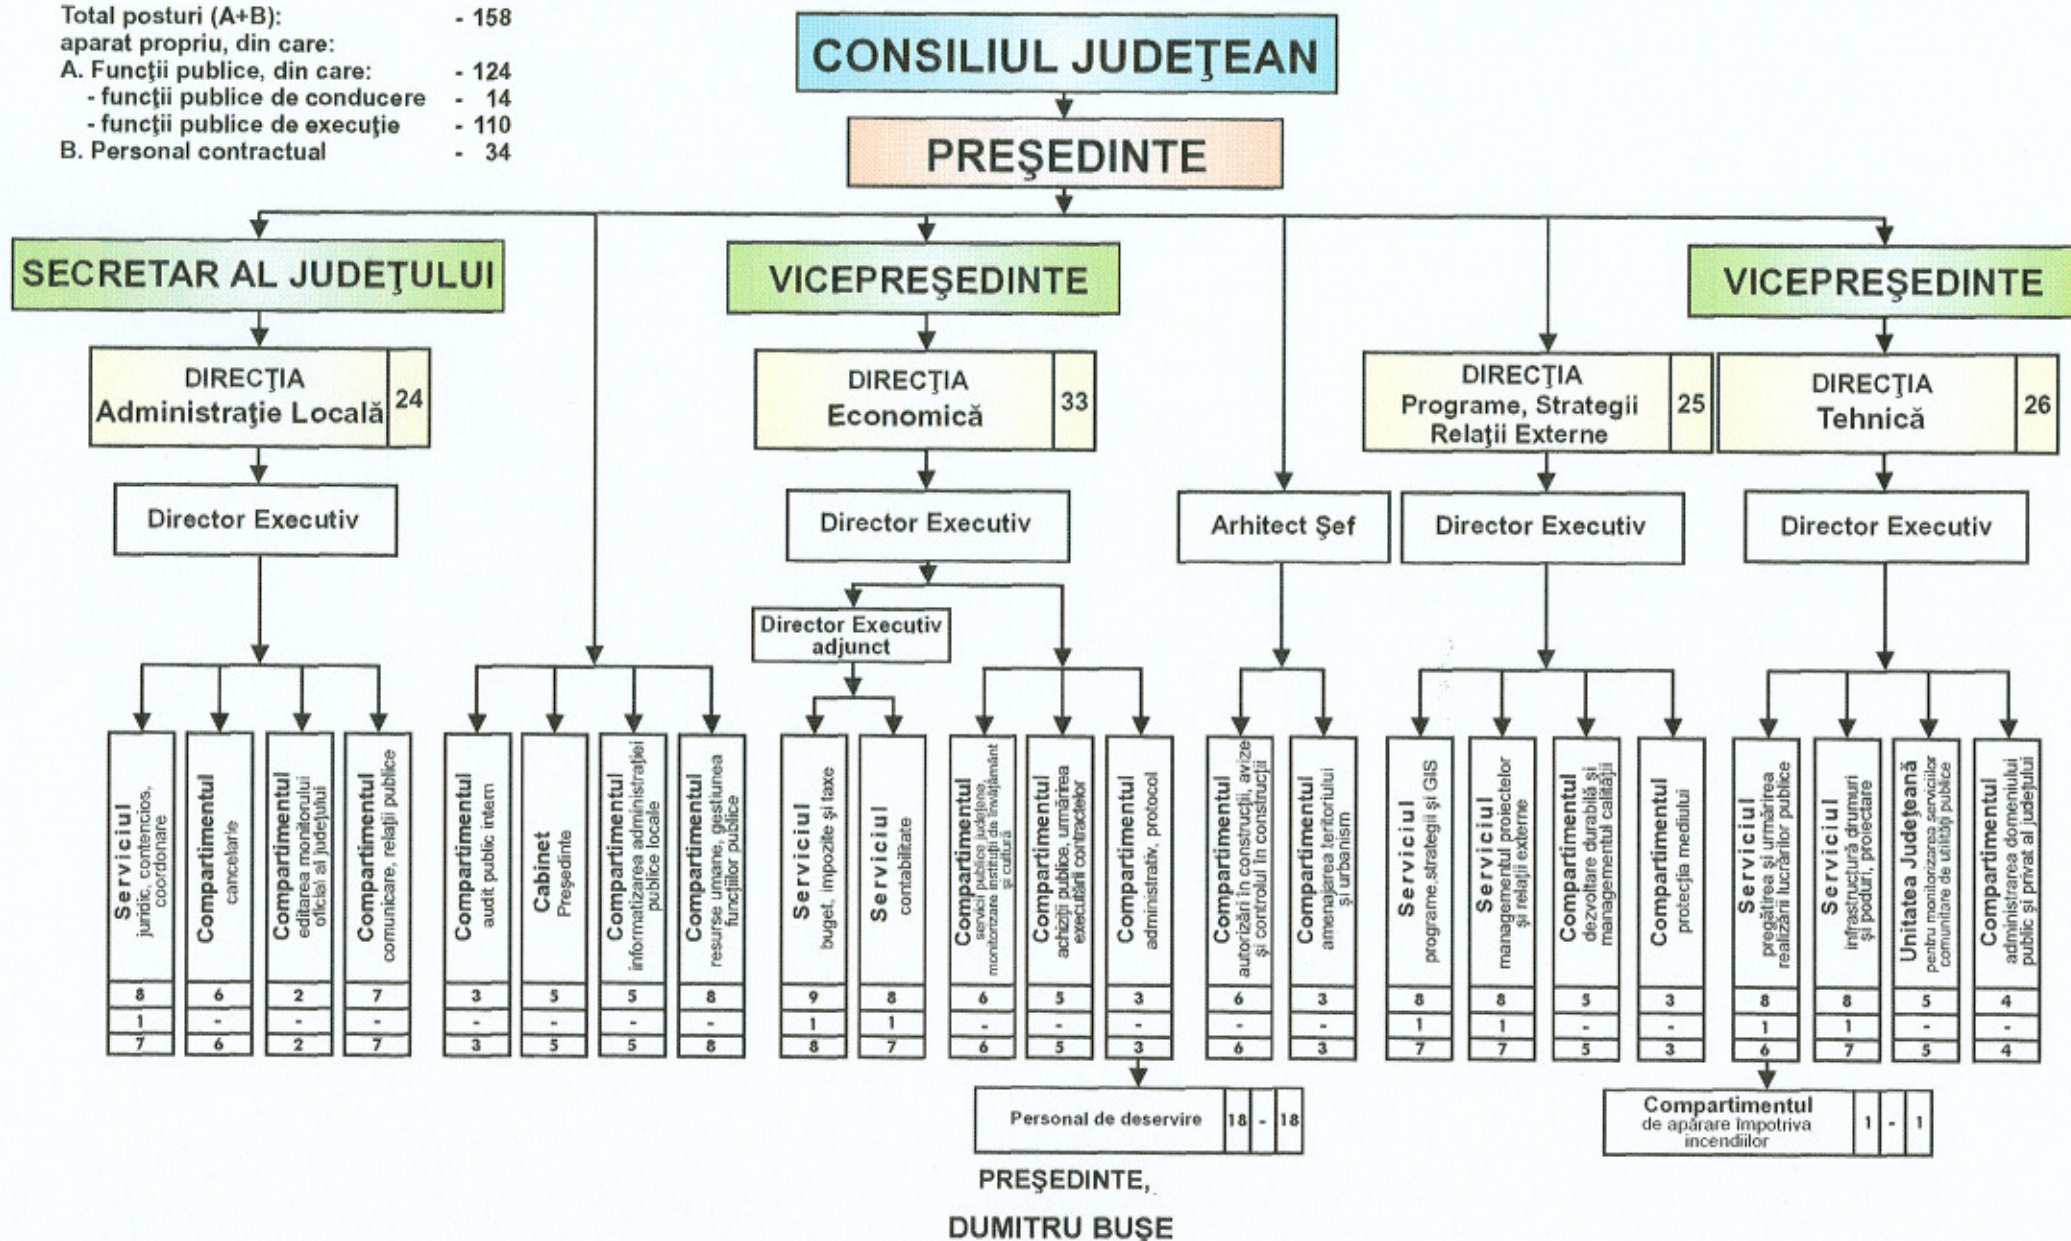 Total posturi (A+B): - 158
aparat propriu, din care:
A. Funcţii publice, din care: - 124
- funcţii publice de conducere - 14
- funcţii publice de execuţie - 110
B. Personal contractual - 34
CONSILIUL JUDEŢEAN
PREŞEDINTE
SECRETAR AL JUDEŢULUI
VICEPREŞEDINTE
VICEPREŞEDINTE
DIRECŢIA
Administraţie Locală
24
DIRECŢIA
Economică
33
DIRECŢIA
Programe, Strategii
Relaţii Externe
25
DIRECŢIA
Tehnică
26
Director Executiv
Director Executiv
Arhitect Şef
Director Executiv
Director Executiv
Director Executiv
adjunct
Serviciul
juridic, contencios,
coordonare
8
1
7
Compartimentul
cancelarie
6
-
6
Compartimentul
editarea monitorului
oficial al judeţului
2
-
2
Compartimentul
comunicare, relaţii publice
7
-
7
Compartimentul
audit public intern
3
-
3
Cabinet
Preşedinte
5
-
5
Compartimentul
informatizarea administraţiei
publice locale
5
-
5
Compartimentul
resurse umane, gestiunea
funcţiilor publice
8
-
8
Serviciul
buget, impozite şi taxe
9
1
8
Serviciul
contabilitate
8
1
7
Compartimentul
servicii publice judeţene,
monitorizare instituţii de învăţământ
şi cultură
6
-
6
Compartimentul
achiziţii publice, urmărirea
executării contractelor
5
-
5
Compartimentul
administrativ, protocol
3
-
3
Compartimentul
autorizări în construcţii, avize
şi controlul în construcţii
6
-
6
Compartimentul
amenajarea teritoriului
şi urbanism
3
-
3
Serviciul
programe,strategii şi GIS
8
1
7
Serviciul
managementul proiectelor
şi relaţii externe
8
1
7
Compartimentul
dezvoltare durabilă şi
managementul calităţii
5
-
5
Compartimentul
protecţia mediului
3
-
3
Serviciul
pregătirea şi urmărirea
realizării lucrărilor publice
8
1
6
Serviciul
infrastructură drumuri
şi poduri, proiectare
8
1
7
Unitatea Judeţeană
pentru monitorizarea serviciilor
comunitare de utilităţi publice
5
-
5
Compartimentul
administrarea domeniului
public şi privat al judeţului
4
-
4
Personal de deservire 18 - 18
Compartimentul
de apărare împotriva
incendiilor
1 - 1
PREŞEDINTE,
DUMITRU BUŞE